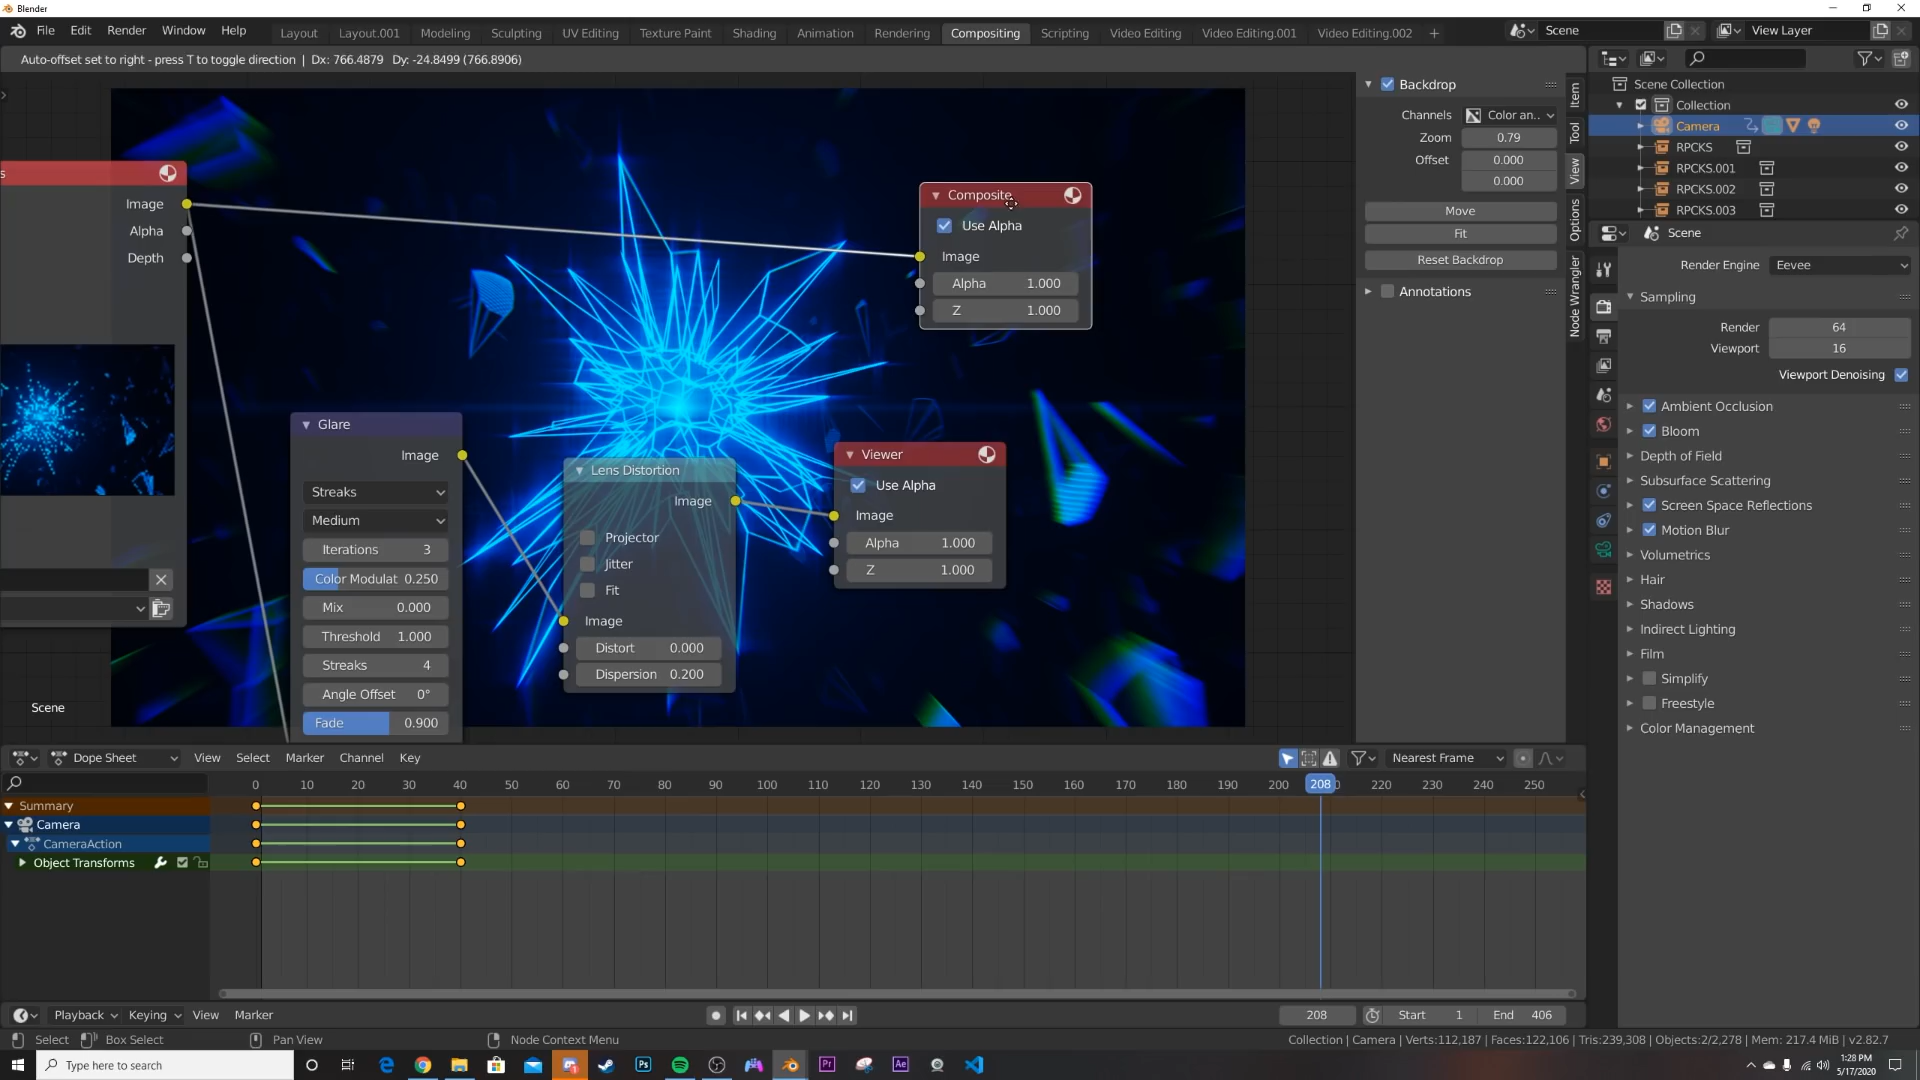 Blender
File Edit Render Window Help Layout Layout.001 Modeling Sculpting UV Editing Texture Paint Shading Animation Rendering Compositing Scripting Video Editing Video Editing.001 Video Editing.002 + Scene View Layer
Auto-offset set to right - press T to toggle direction | Dx: 766.4879 Dy: -24.8499 (766.8906)
s
Image
Alpha
Depth
Scene
Glare
Image
Streaks
Medium
Iterations 3
Color Modulat 0.250
Mix 0.000
Threshold 1.000
Streaks 4
Angle Offset 0°
Fade 0.900
Lens Distortion
Image
Projector
Jitter
Fit
Image
Distort 0.000
Dispersion 0.200
Composite
Use Alpha
Image
Alpha 1.000
Z 1.000
Viewer
Use Alpha
Image
Alpha 1.000
Z 1.000
Backdrop
Channels Color an..
Zoom 0.79
Offset 0.000
0.000
Move
Fit
Reset Backdrop
Annotations
Item
Tool
View
Options
Node Wrangler
Scene Collection
Collection
Camera
RPCKS
RPCKS.001
RPCKS.002
RPCKS.003
Scene
Render Engine Eevee
Sampling
Render 64
Viewport 16
Viewport Denoising
Ambient Occlusion
Bloom
Depth of Field
Subsurface Scattering
Screen Space Reflections
Motion Blur
Volumetrics
Hair
Shadows
Indirect Lighting
Film
Simplify
Freestyle
Color Management
Dope Sheet View Select Marker Channel Key Nearest Frame
0 10 20 30 40 50 60 70 80 90 100 110 120 130 140 150 160 170 180 190 200 208 220 230 240 250
Summary
Camera
CameraAction
Object Transforms
Playback Keying View Marker 208 Start 1 End 406
Select Box Select Pan View Node Context Menu Collection | Camera | Verts:112,187 | Faces:122,106 | Tris:239,308 | Objects:2/2,278 | Mem: 217.4 MiB | v2.82.7
Type here to search
Ps
Pr
Ae
1:28 PM
5/17/2020